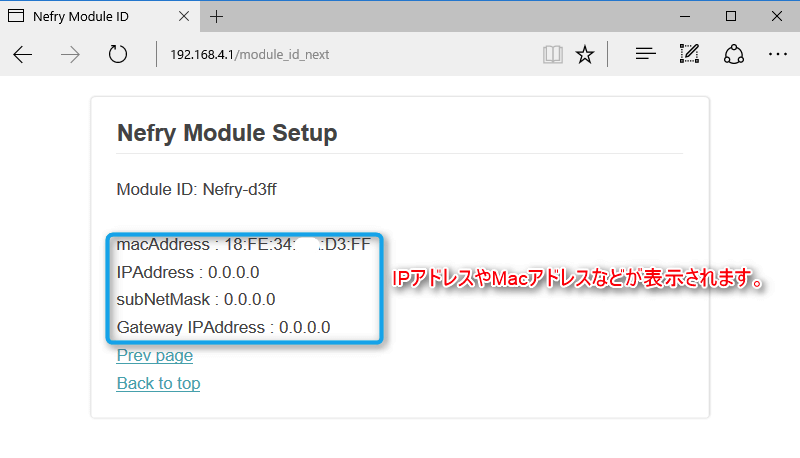 Nefry Module ID
192.168.4.1/module_id_next
Nefry Module Setup
Module ID: Nefry-d3ff
macAddress : 18:FE:34: :D3:FF
IPAddress : 0.0.0.0
subNetMask : 0.0.0.0
Gateway IPAddress : 0.0.0.0
IPアドレスやMacアドレスなどが表示されます。
Prev page
Back to top